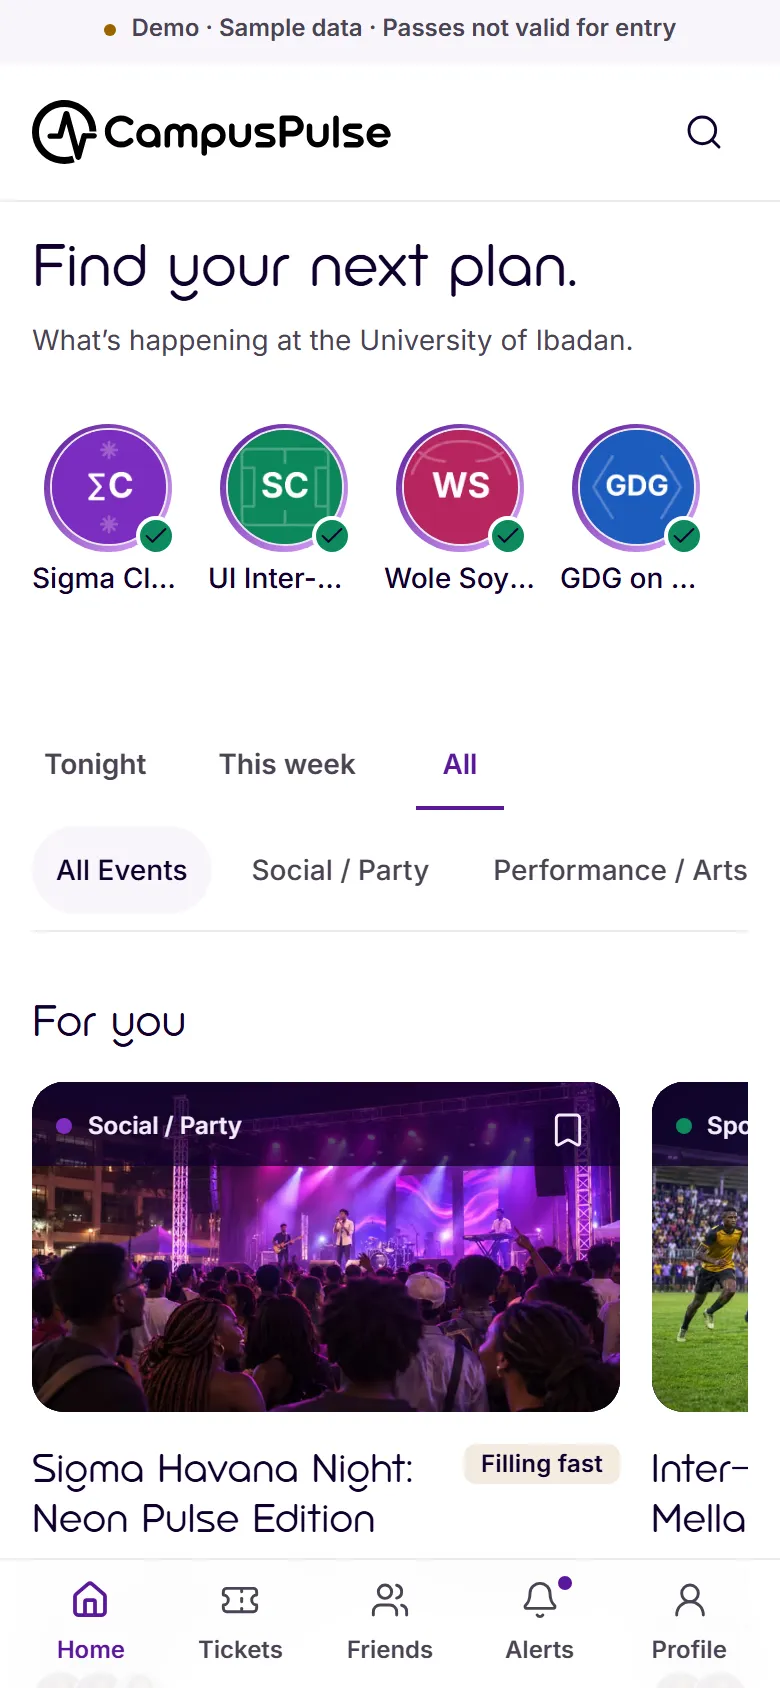 Demo · Sample data · Passes not valid for entry
CampusPulse
Find your next plan.
What's happening at the University of Ibadan.
ΣC
SC
WS
GDG
Sigma Cl...
UI Inter-...
Wole Soy...
GDG on ...
Tonight
This week
All
All Events
Social / Party
Performance / Arts
For you
Social / Party
Spo
Sigma Havana Night:
Neon Pulse Edition
Filling fast
Inter-
Mella
Home
Tickets
Friends
Alerts
Profile